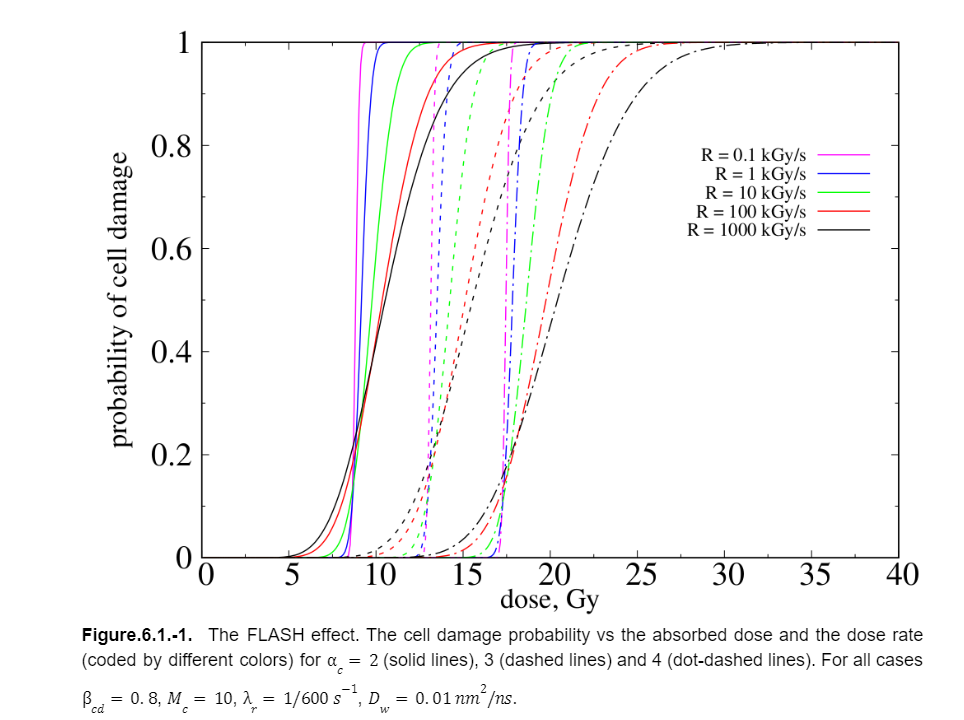 1
0.8
0.6
0.4
0.2
0
probability of cell damage
R = 0.1 kGy/s
R = 1 kGy/s
R = 10 kGy/s
R = 100 kGy/s
R = 1000 kGy/s
0 5 10 15 20 25 30 35 40
dose, Gy
Figure.6.1.-1. The FLASH effect. The cell damage probability vs the absorbed dose and the dose rate
(coded by different colors) for α_c = 2 (solid lines), 3 (dashed lines) and 4 (dot-dashed lines). For all cases
β_cd = 0.8, M_c = 10, λ_r = 1/600 s⁻¹, D_w = 0.01 nm²/ns.